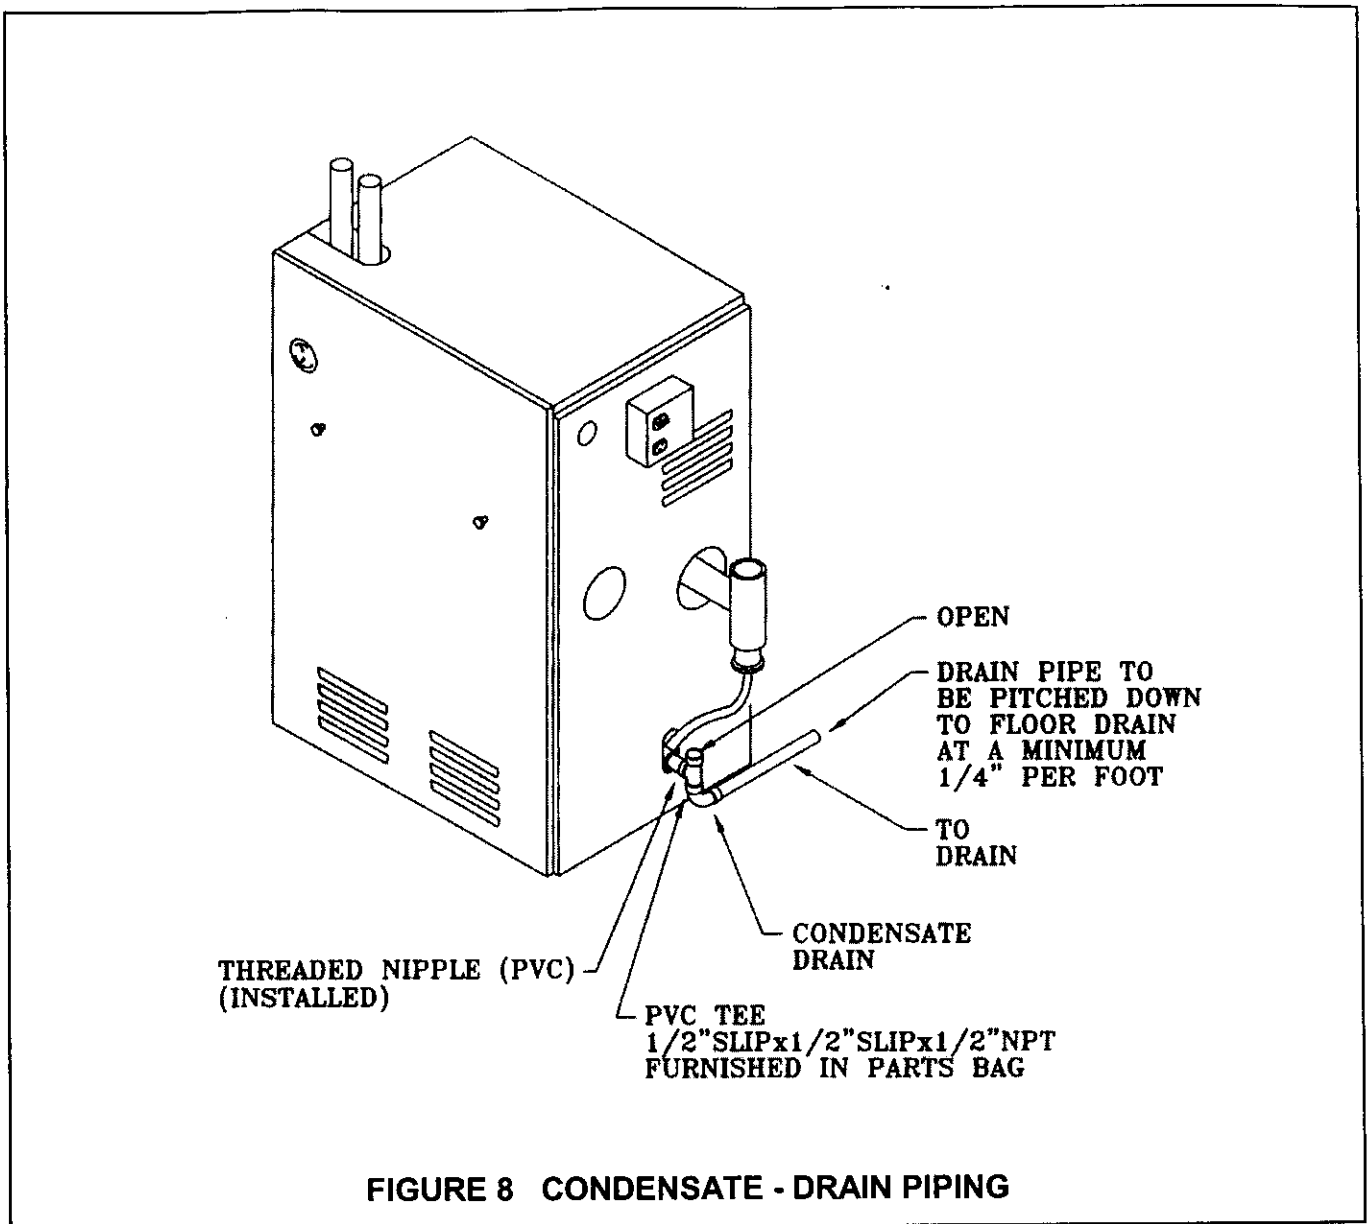 OPEN
DRAIN PIPE TO
BE PITCHED DOWN
TO FLOOR DRAIN
AT A MINIMUM
1/4" PER FOOT
TO
DRAIN
CONDENSATE
DRAIN
THREADED NIPPLE (PVC)
(INSTALLED)
PVC TEE
1/2"SLIPx1/2"SLIPx1/2"NPT
FURNISHED IN PARTS BAG
FIGURE 8 CONDENSATE - DRAIN PIPING